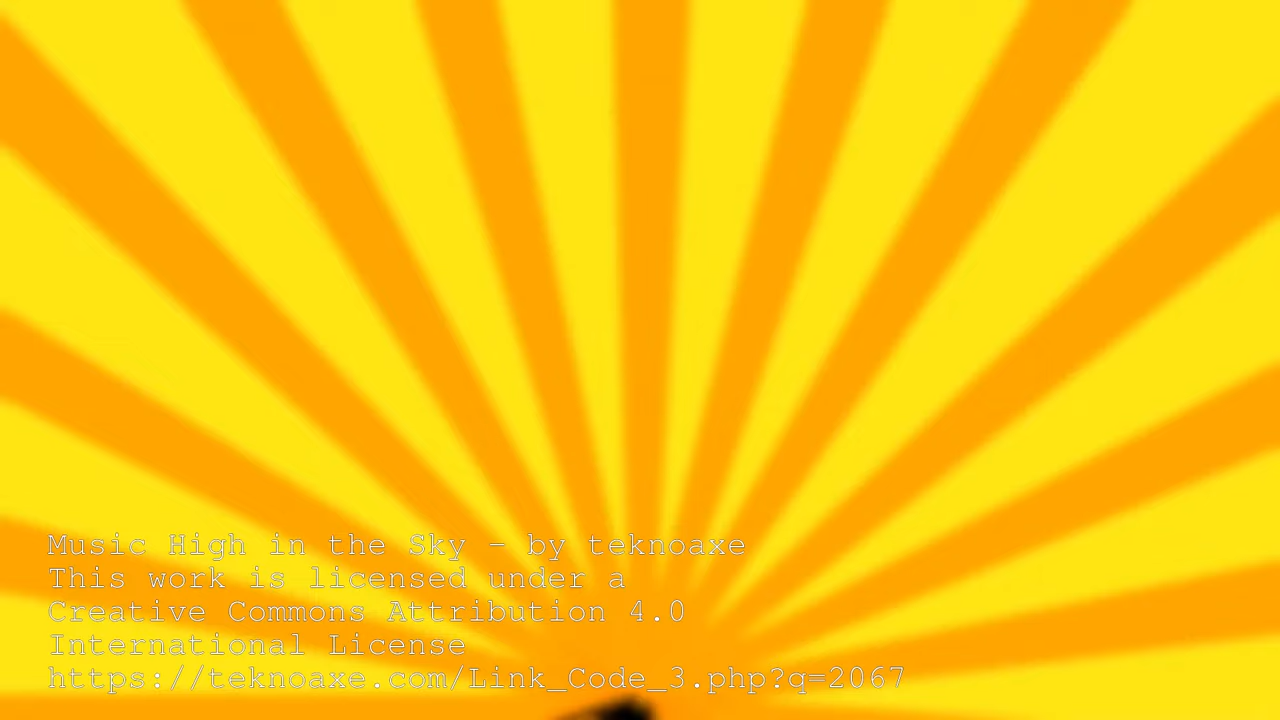 Music High in the Sky - by teknoaxe
This work is licensed under a
Creative Commons Attribution 4.0
International License
https://teknoaxe.com/Link_Code_3.php?q=2067